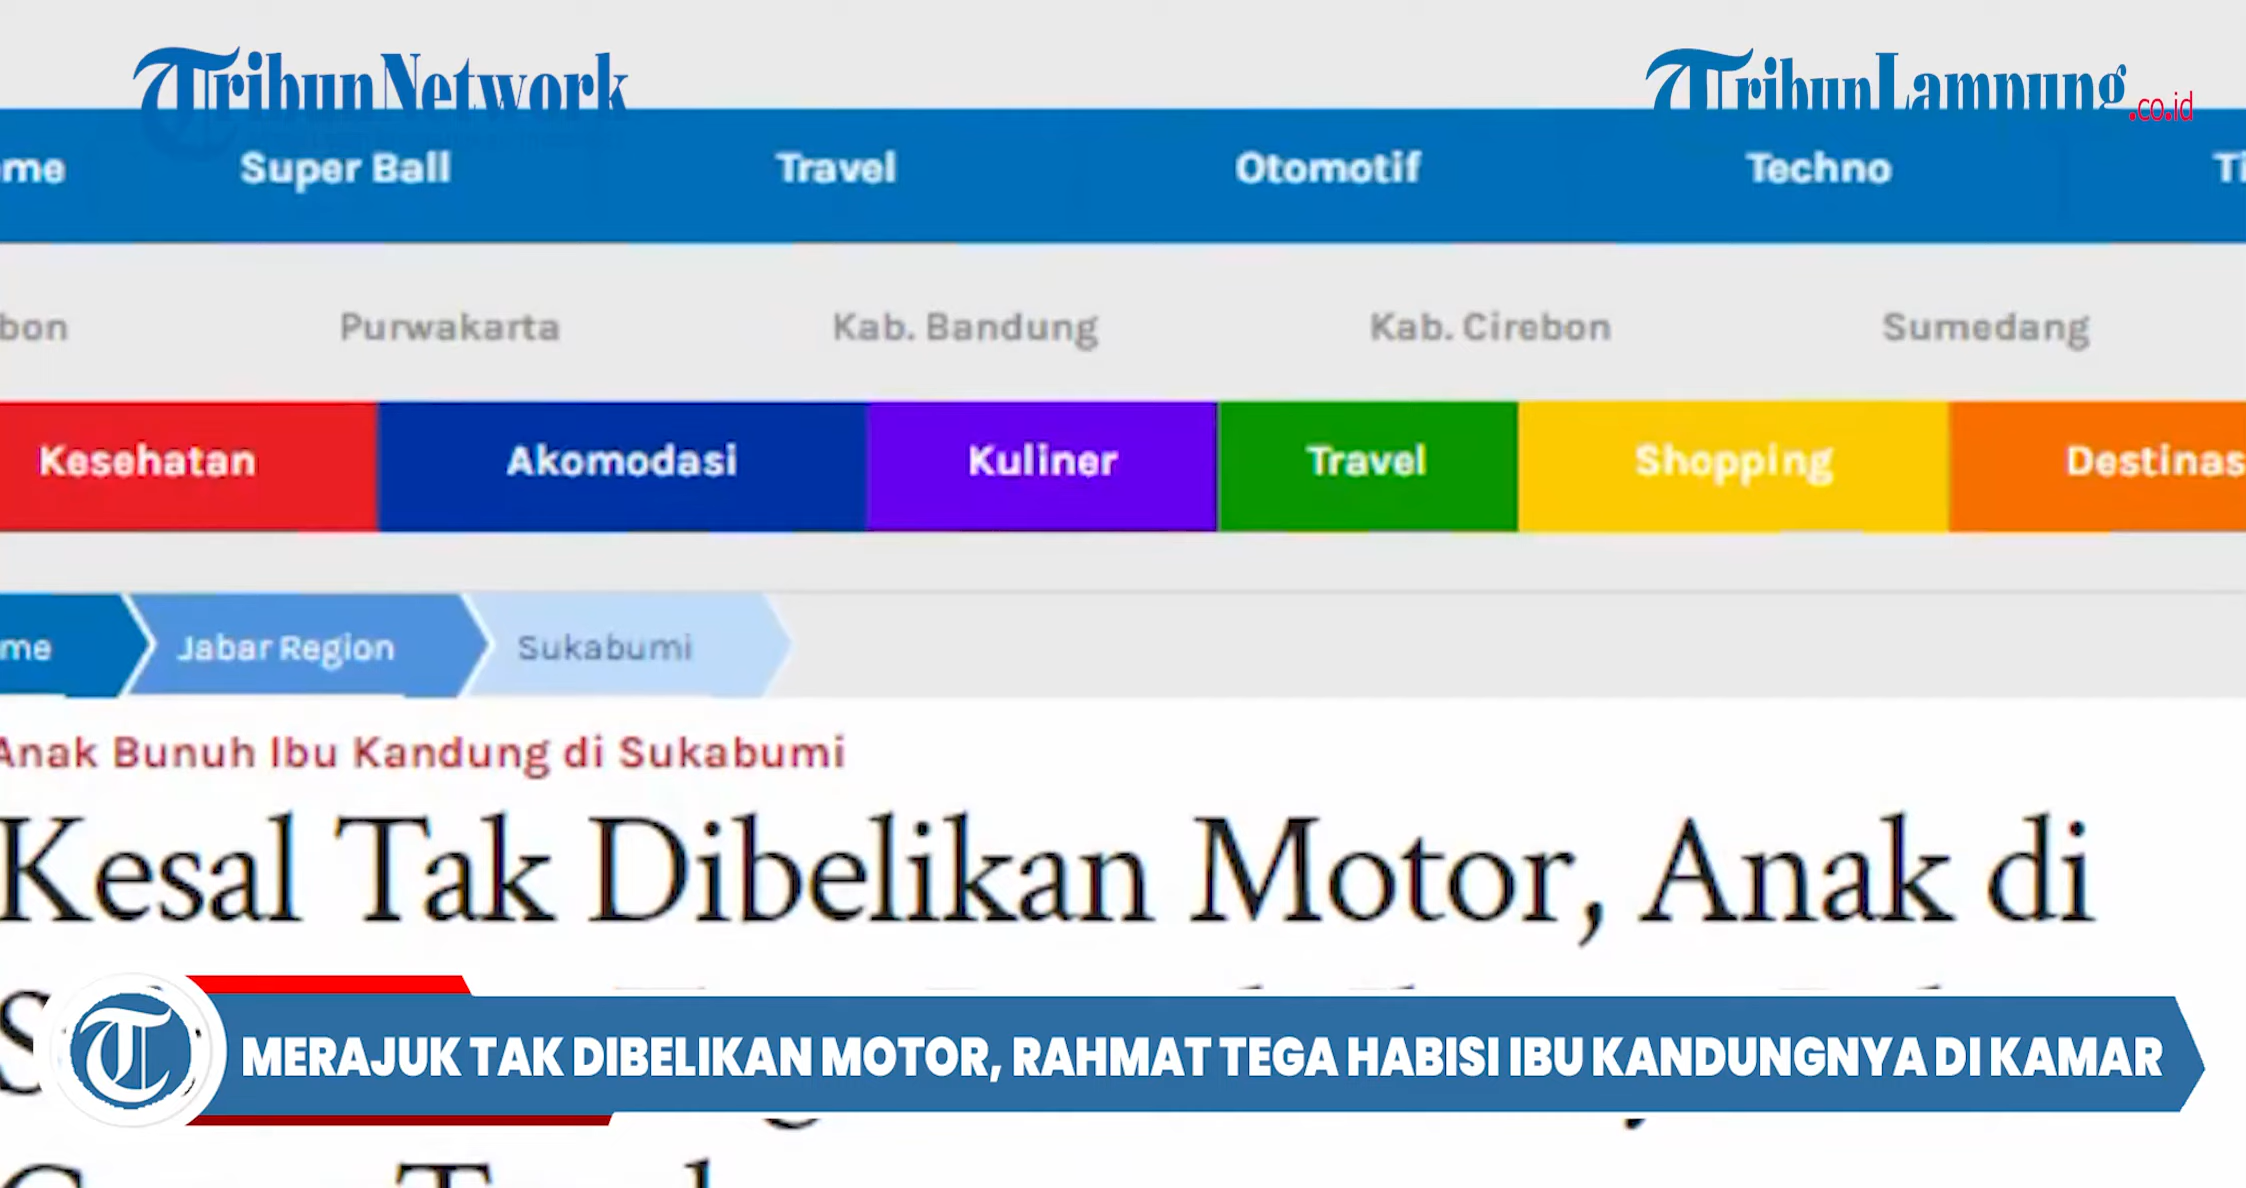 TribunNetwork
TribunLampung.co.id
me Super Ball Travel Otomotif Techno Ti
bon Purwakarta Kab. Bandung Kab. Cirebon Sumedang
Kesehatan Akomodasi Kuliner Travel Shopping Destinas
me Jabar Region Sukabumi
Anak Bunuh Ibu Kandung di Sukabumi
Kesal Tak Dibelikan Motor, Anak di
MERAJUK TAK DIBELIKAN MOTOR, RAHMAT TEGA HABISI IBU KANDUNGNYA DI KAMAR